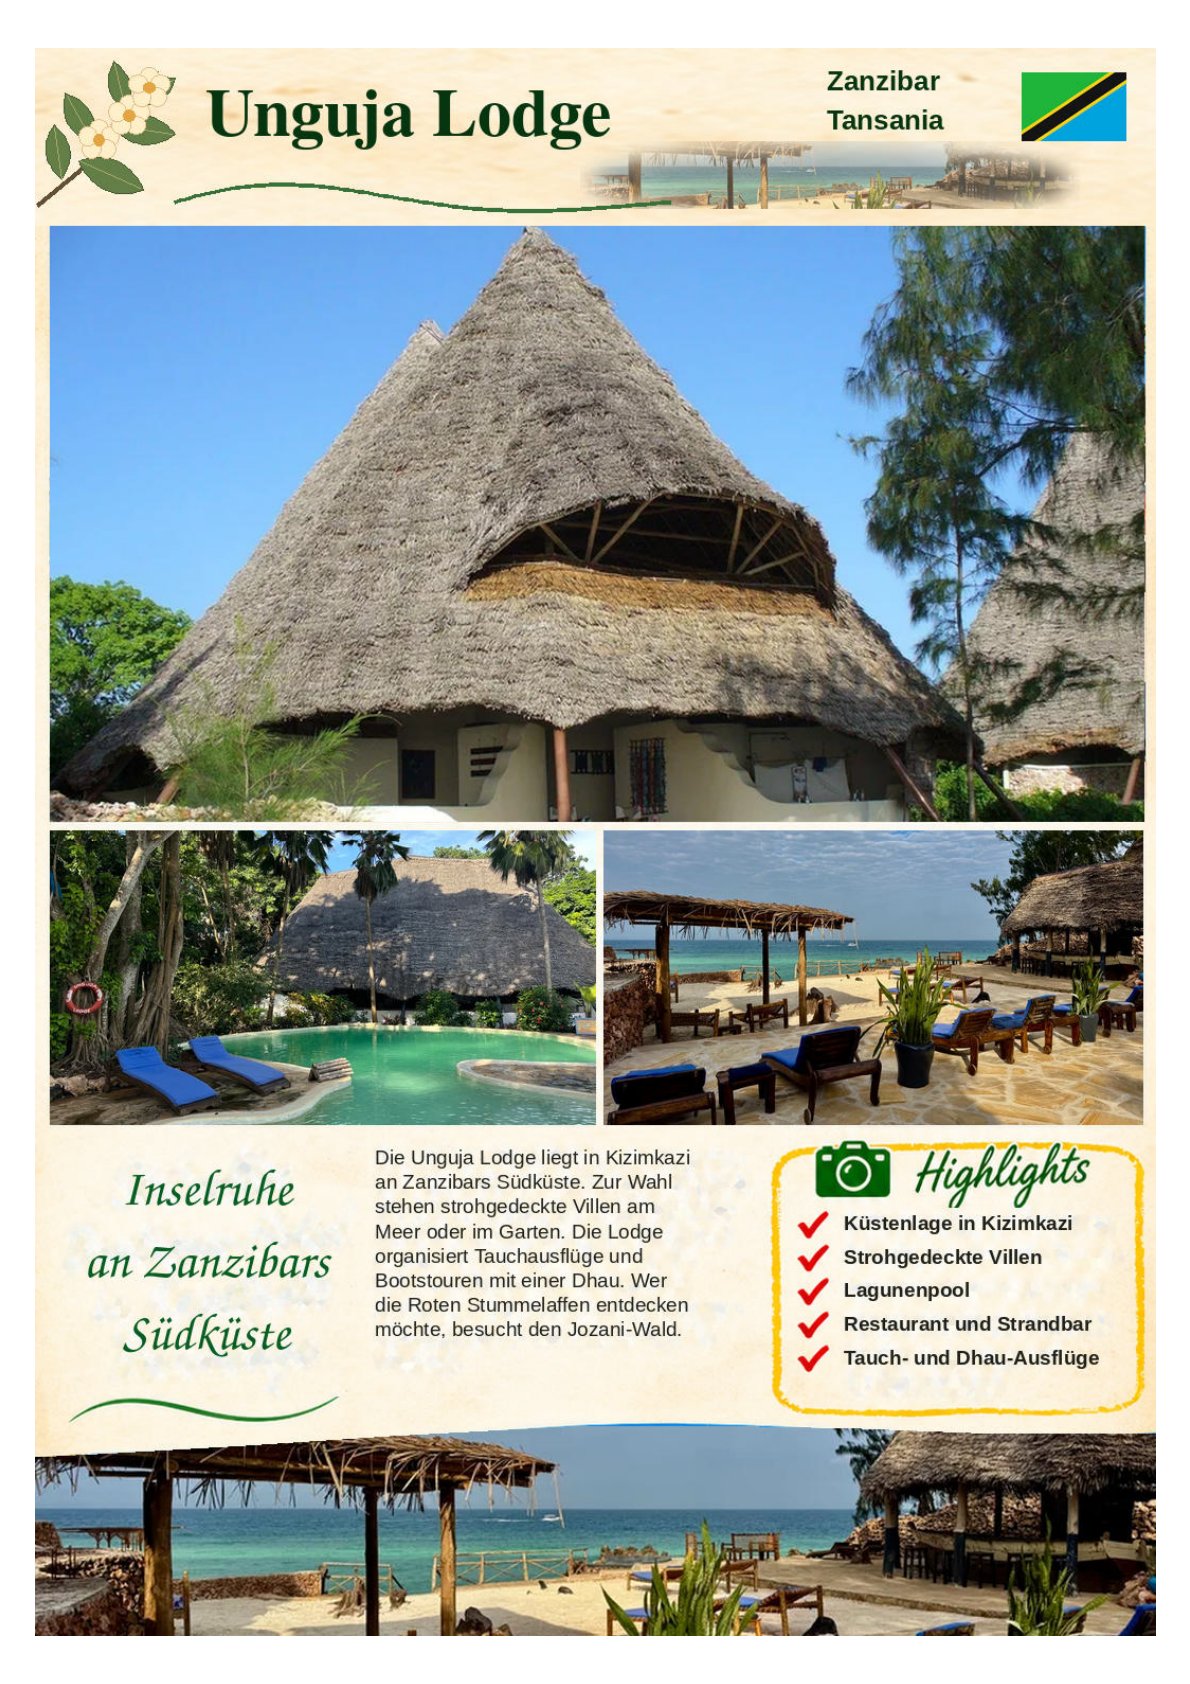 Unguja Lodge
Zanzibar
Tansania
Inselruhe
an Zanzibars
Südküste
Die Unguja Lodge liegt in Kizimkazi
an Zanzibars Südküste. Zur Wahl
stehen strohgedeckte Villen am
Meer oder im Garten. Die Lodge
organisiert Tauchausflüge und
Bootstouren mit einer Dhau. Wer
die Roten Stummelaffen entdecken
möchte, besucht den Jozani-Wald.
Highlights
Küstenlage in Kizimkazi
Strohgedeckte Villen
Lagunenpool
Restaurant und Strandbar
Tauch- und Dhau-Ausflüge